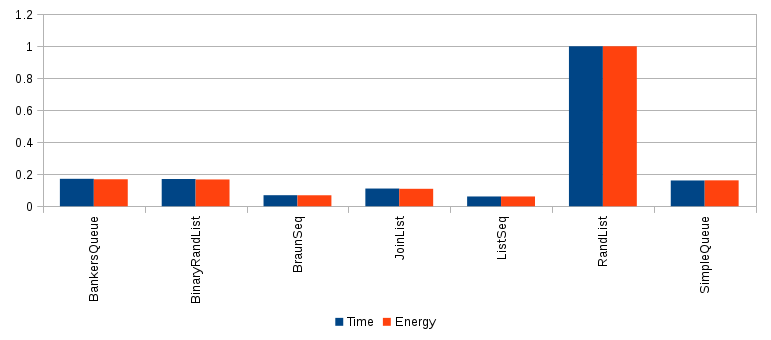 1.2
1
0.8
0.6
0.4
0.2
0
BankersQueue
BinaryRandList
BraunSeq
JoinList
ListSeq
RandList
SimpleQueue
Time
Energy